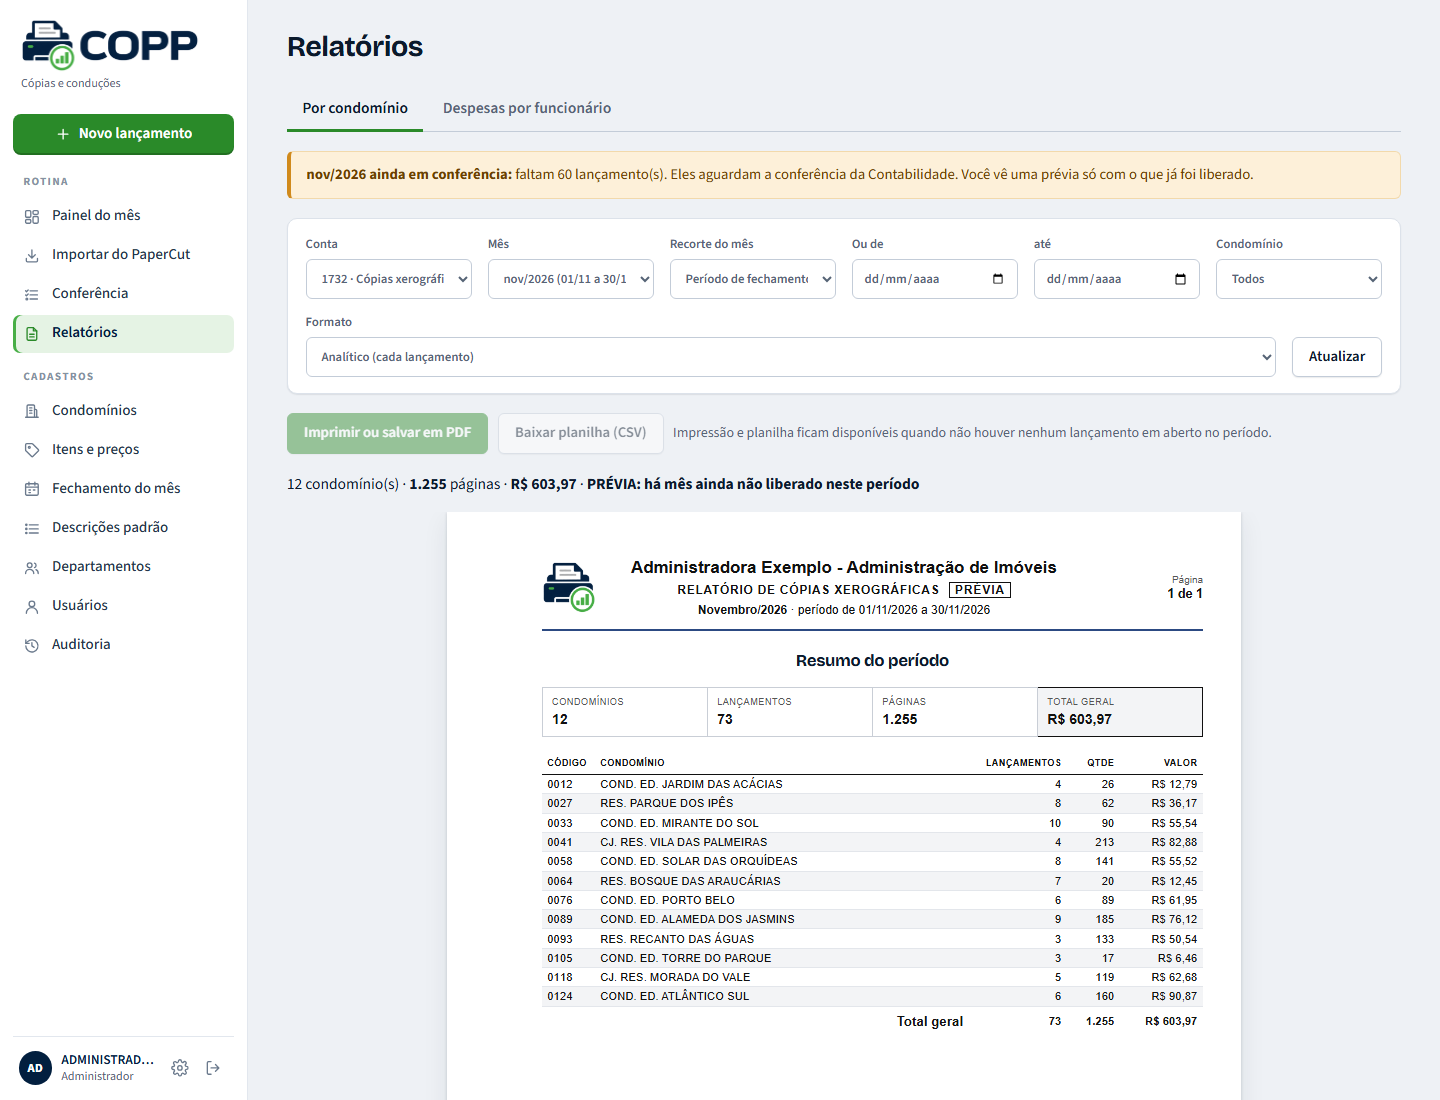 COPP
Cópias e conduções
Novo lançamento
ROTINA
Painel do mês
Importar do PaperCut
Conferência
Relatórios
CADASTROS
Condomínios
Itens e preços
Fechamento do mês
Descrições padrão
Departamentos
Usuários
Auditoria
AD
ADMINISTRAD...
Administrador
Relatórios
Por condomínio Despesas por funcionário
nov/2026 ainda em conferência: faltam 60 lançamento(s). Eles aguardam a conferência da Contabilidade. Você vê uma prévia só com o que já foi liberado.
Conta Mês Recorte do mês Ou de até Condomínio
1732 · Cópias xerográfi nov/2026 (01/11 a 30/1 Período de fechamento dd/mm/aaaa dd/mm/aaaa Todos
Formato
Analítico (cada lançamento) Atualizar
Imprimir ou salvar em PDF Baixar planilha (CSV) Impressão e planilha ficam disponíveis quando não houver nenhum lançamento em aberto no período.
12 condomínio(s) · 1.255 páginas · R$ 603,97 · PRÉVIA: há mês ainda não liberado neste período
Administradora Exemplo - Administração de Imóveis
RELATÓRIO DE CÓPIAS XEROGRÁFICAS PRÉVIA
Novembro/2026 · período de 01/11/2026 a 30/11/2026
Página
1 de 1
Resumo do período
CONDOMÍNIOS LANÇAMENTOS PÁGINAS TOTAL GERAL
12 73 1.255 R$ 603,97
CÓDIGO CONDOMÍNIO LANÇAMENTOS QTDE VALOR
0012 COND. ED. JARDIM DAS ACÁCIAS 4 26 R$ 12,79
0027 RES. PARQUE DOS IPÊS 8 62 R$ 36,17
0033 COND. ED. MIRANTE DO SOL 10 90 R$ 55,54
0041 CJ. RES. VILA DAS PALMEIRAS 4 213 R$ 82,88
0058 COND. ED. SOLAR DAS ORQUÍDEAS 8 141 R$ 55,52
0064 RES. BOSQUE DAS ARAUCÁRIAS 7 20 R$ 12,45
0076 COND. ED. PORTO BELO 6 89 R$ 61,95
0089 COND. ED. ALAMEDA DOS JASMINS 9 185 R$ 76,12
0093 RES. RECANTO DAS ÁGUAS 3 133 R$ 50,54
0105 COND. ED. TORRE DO PARQUE 3 17 R$ 6,46
0118 CJ. RES. MORADA DO VALE 5 119 R$ 62,68
0124 COND. ED. ATLÂNTICO SUL 6 160 R$ 90,87
Total geral 73 1.255 R$ 603,97